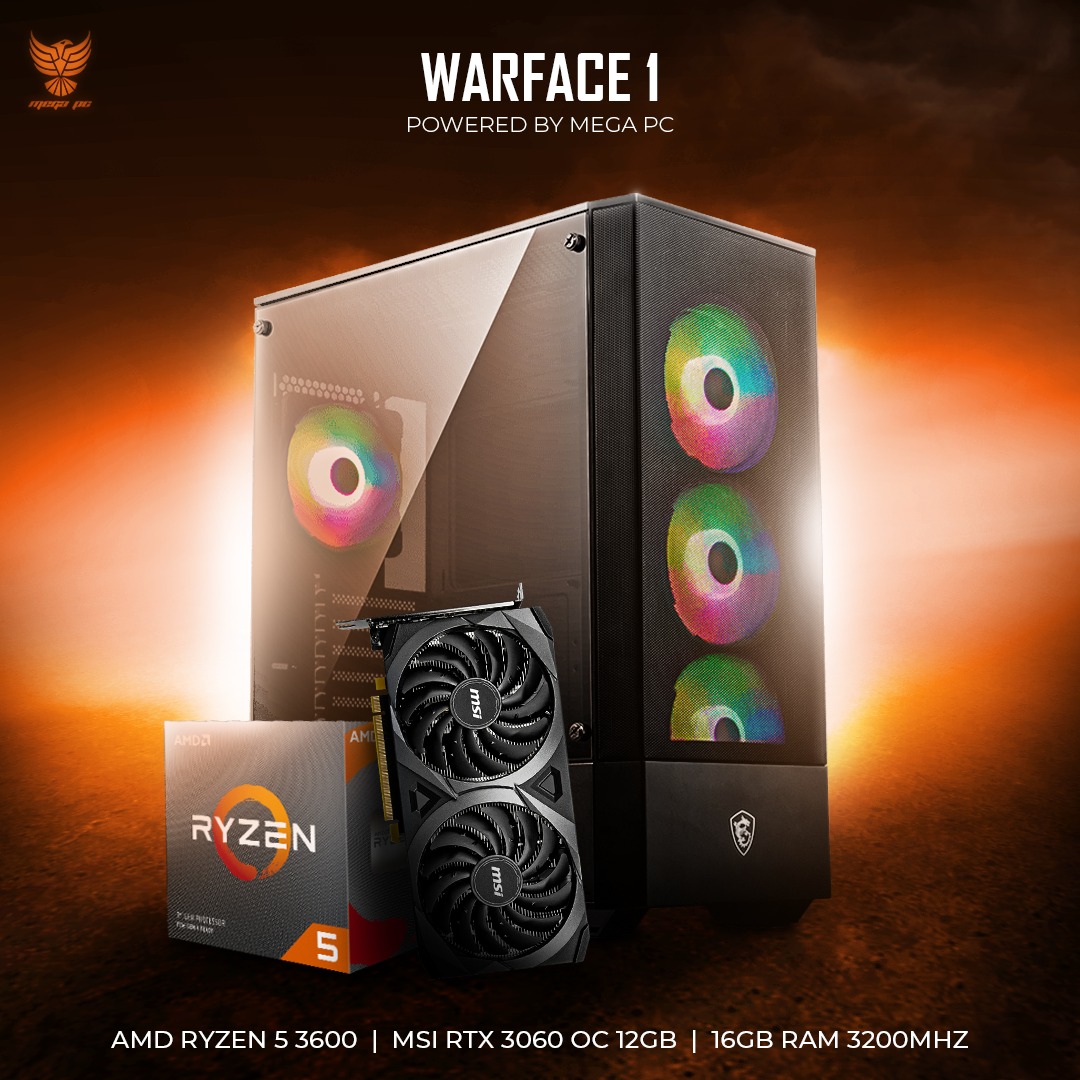 mega pc
WARFACE 1
POWERED BY MEGA PC
AMD
AMD
RYZEN
5
msi
msi
AMD RYZEN 5 3600 | MSI RTX 3060 OC 12GB | 16GB RAM 3200MHZ